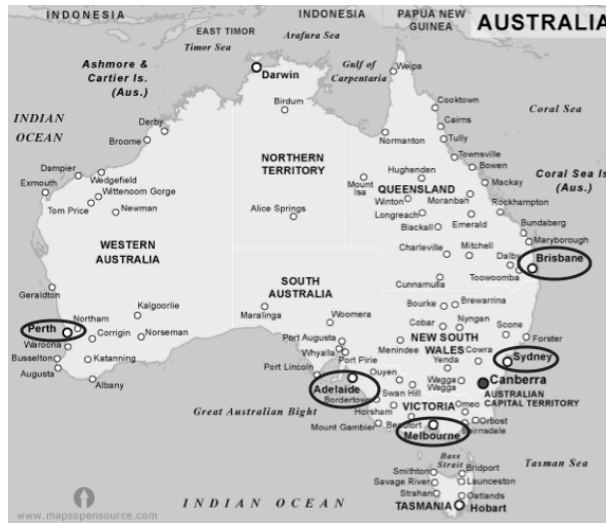 INDONESIA
INDONESIA
PAPUA NEW
GUINEA
AUSTRALIA
EAST TIMOR
Timor Sea
Arafura Sea
Ashmore &
Cartier Is.
(Aus.)
Darwin
Gulf of
Carpentaria
Weipa
Birdum
Cooktown
Coral Sea
INDIAN
OCEAN
Derby
Broome
Cairns
Tully
Normanton
NORTHERN
TERRITORY
Townsville
Bowen
Coral Sea Is
(Aus.)
Dampier
Wedgefield
Exmouth
Wittenoom Gorge
Tom Price
Newman
Mount
Isa
Hughenden
QUEENSLAND
Mackay
Winton
Moranbah
Rockhampton
Alice Springs
Longreach
Emerald
Blackall
Bundaberg
Maryborough
WESTERN
AUSTRALIA
Charleville
Mitchell
Dalby
Brisbane
Toowoomba
Cunnamulla
SOUTH
AUSTRALIA
Geraldton
Kalgoorlie
Maralinga
Woomera
Bourke
Brewarrina
Perth
Northam
Corrigin
Norseman
Cobar
Nyngan
Scone
Forster
Waroona
Port Augusta
Whyalla
Port Pirie
Menindee
NEW SOUTH
WALES
Cowra
Yenda
Sydney
Busselton
Katanning
Augusta
Albany
Port Lincoln
Ouyen
Adelaide
Wagga
Wagga
Canberra
AUSTRALIAN
CAPITAL TERRITORY
Bordertown
Swan Hill
Great Australian Bight
Horsham
VICTORIA
Omeo
Orbost
Mount Gambier
Beaufort
Bairnsdale
Melbourne
Bass
Strait
Tasman Sea
Smithton
Bridport
Savage River
Launceston
Strahan
Oatlands
TASMANIA
Hobart
INDIAN OCEAN
www.mapsopensource.com